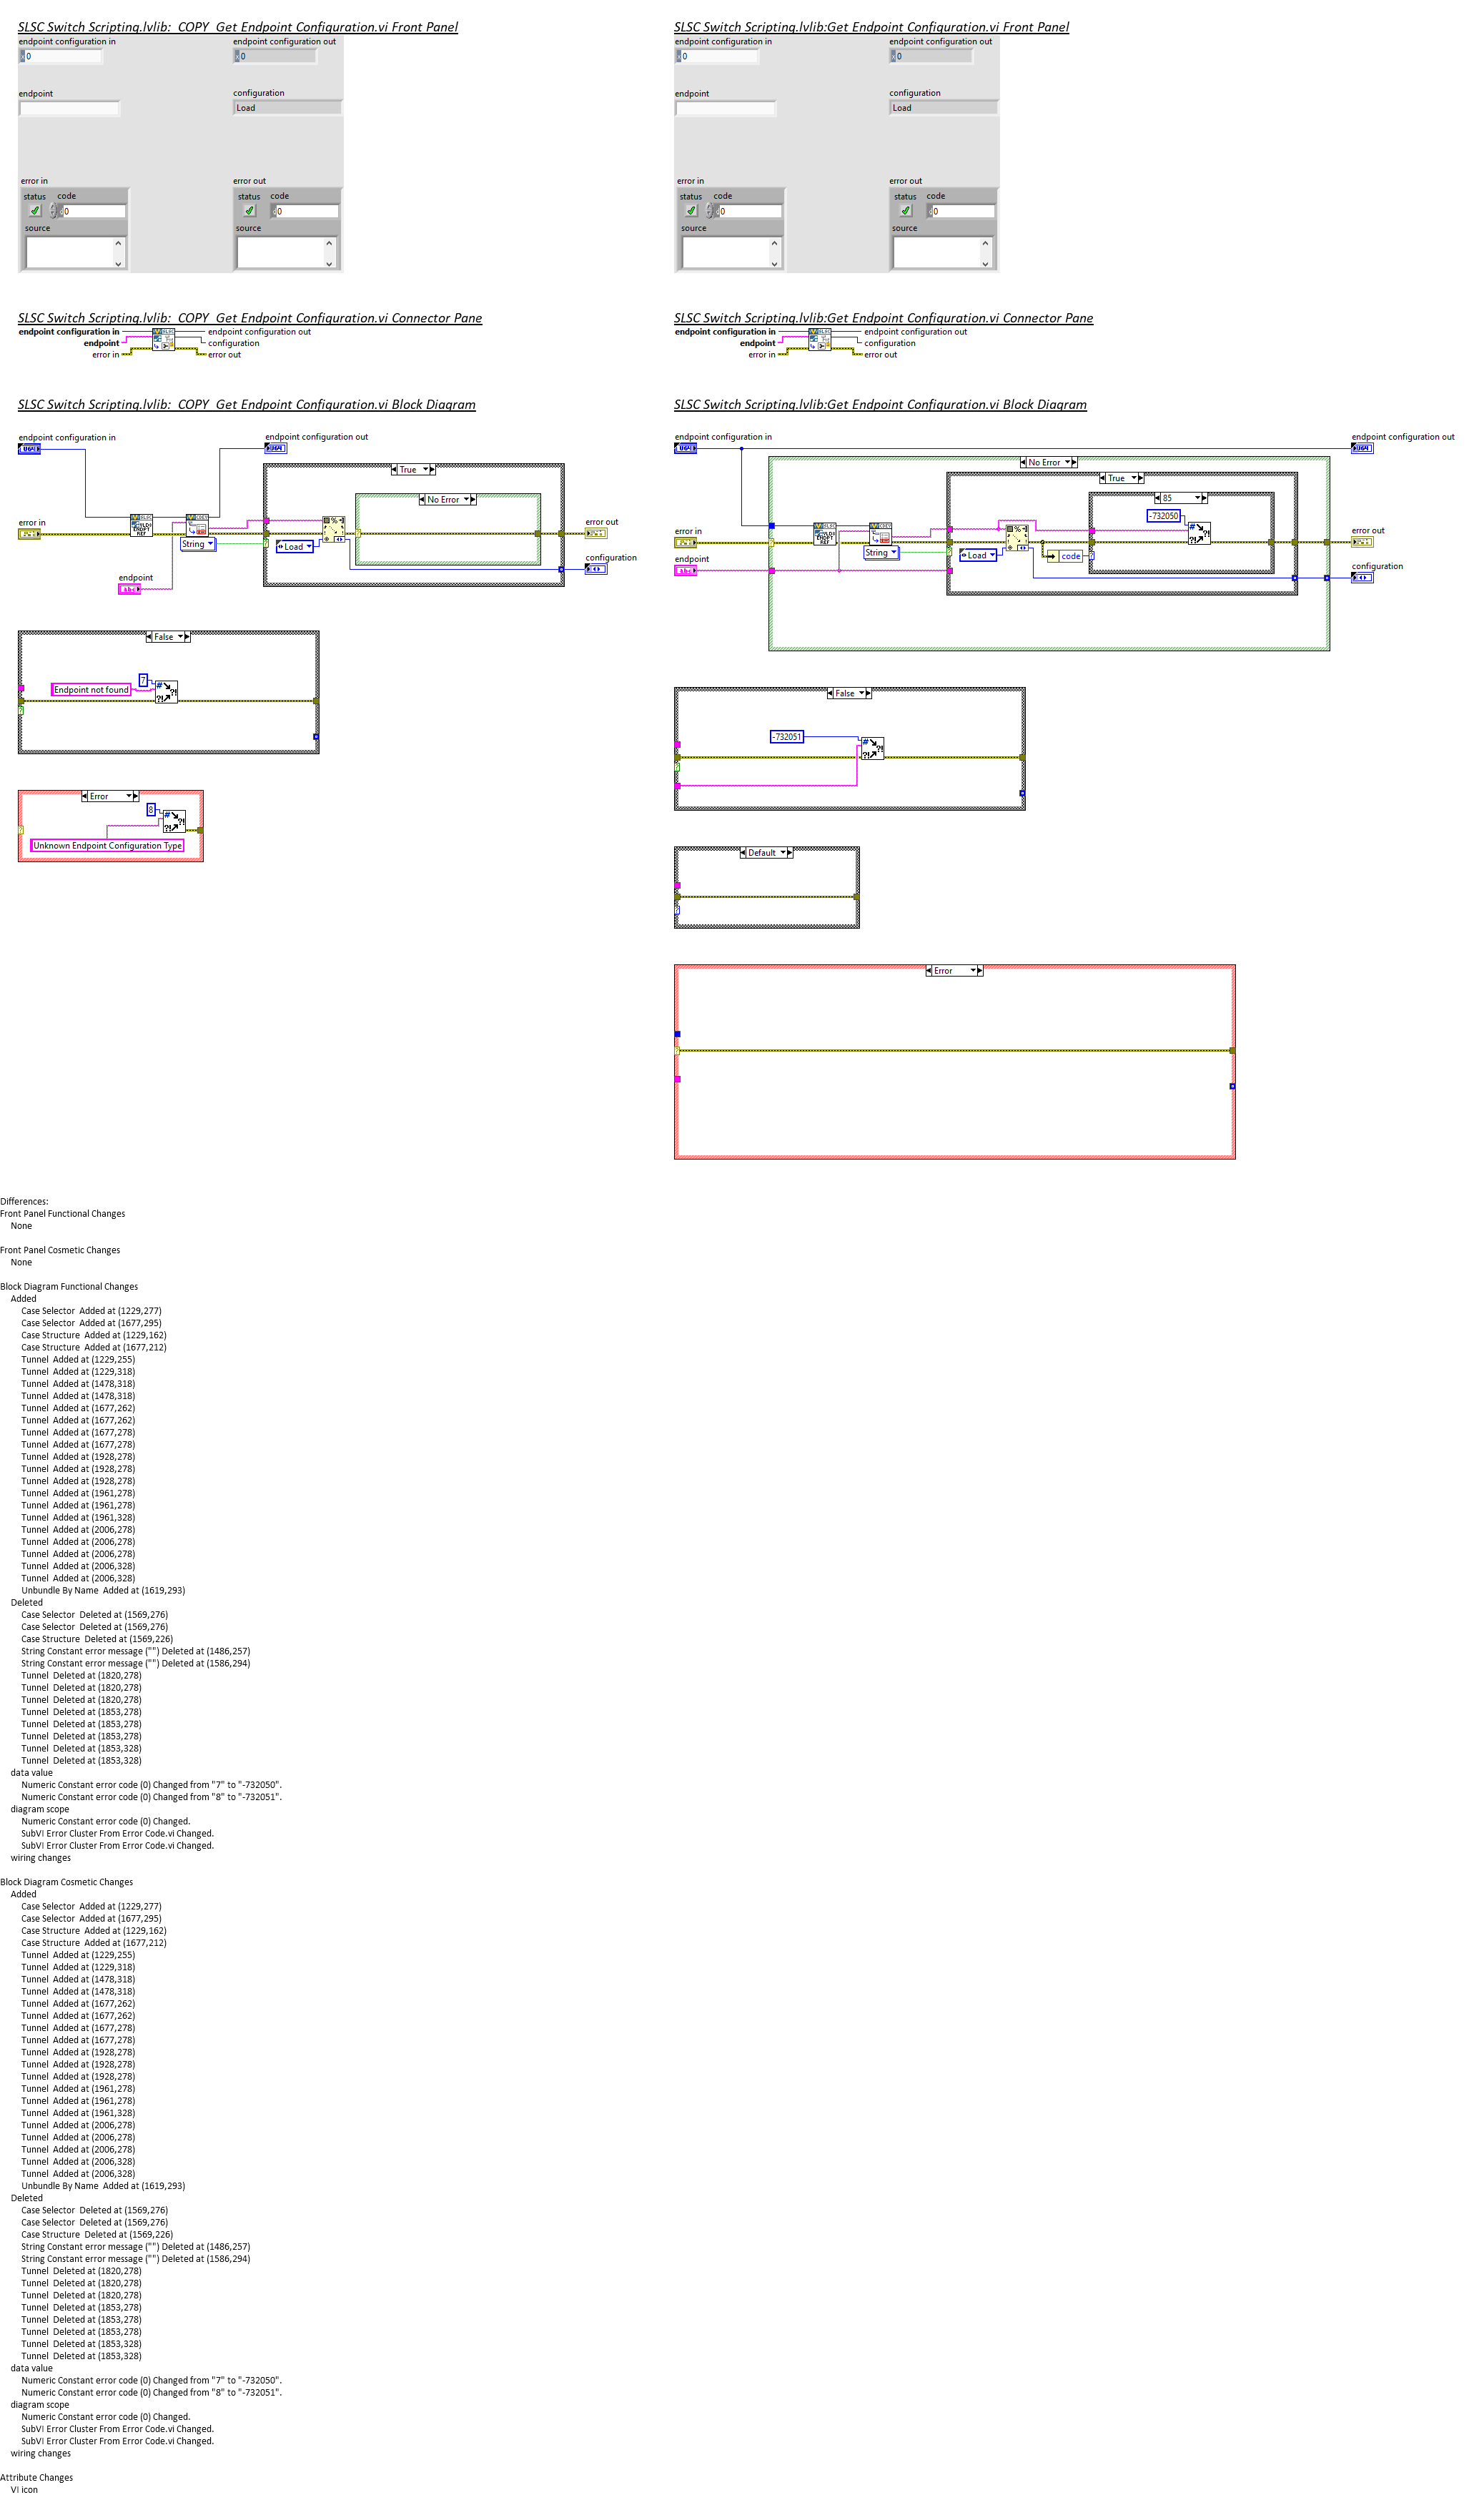 SLSC Switch Scripting.lvlib:  COPY  Get Endpoint Configuration.vi Front Panel
endpoint configuration in
endpoint configuration out
0
0
endpoint
configuration
Load
error in
error out
status
code
status
code
0
0
source
source
SLSC Switch Scripting.lvlib:Get Endpoint Configuration.vi Front Panel
endpoint configuration in
endpoint configuration out
0
0
endpoint
configuration
Load
error in
error out
status
code
status
code
0
0
source
source
SLSC Switch Scripting.lvlib:  COPY  Get Endpoint Configuration.vi Connector Pane
endpoint configuration in
endpoint configuration out
endpoint
configuration
error in
error out
SLSC Switch Scripting.lvlib:Get Endpoint Configuration.vi Connector Pane
endpoint configuration in
endpoint configuration out
endpoint
configuration
error in
error out
SLSC Switch Scripting.lvlib:  COPY  Get Endpoint Configuration.vi Block Diagram
endpoint configuration in
endpoint configuration out
True
No Error
error in
String
Load
error out
configuration
endpoint
abc
False
7
Endpoint not found
Error
8
Unknown Endpoint Configuration Type
SLSC Switch Scripting.lvlib:Get Endpoint Configuration.vi Block Diagram
endpoint configuration in
endpoint configuration out
No Error
True
85
-732050
error in
String
Load
code
error out
endpoint
abc
configuration
False
-732051
Default
Error
Differences:
Front Panel Functional Changes
None
Front Panel Cosmetic Changes
None
Block Diagram Functional Changes
Added
Case Selector  Added at (1229,277)
Case Selector  Added at (1677,295)
Case Structure  Added at (1229,162)
Case Structure  Added at (1677,212)
Tunnel  Added at (1229,255)
Tunnel  Added at (1229,318)
Tunnel  Added at (1478,318)
Tunnel  Added at (1478,318)
Tunnel  Added at (1677,262)
Tunnel  Added at (1677,262)
Tunnel  Added at (1677,278)
Tunnel  Added at (1677,278)
Tunnel  Added at (1928,278)
Tunnel  Added at (1928,278)
Tunnel  Added at (1928,278)
Tunnel  Added at (1961,278)
Tunnel  Added at (1961,278)
Tunnel  Added at (1961,328)
Tunnel  Added at (2006,278)
Tunnel  Added at (2006,278)
Tunnel  Added at (2006,278)
Tunnel  Added at (2006,328)
Tunnel  Added at (2006,328)
Unbundle By Name  Added at (1619,293)
Deleted
Case Selector  Deleted at (1569,276)
Case Selector  Deleted at (1569,276)
Case Structure  Deleted at (1569,226)
String Constant error message ("") Deleted at (1486,257)
String Constant error message ("") Deleted at (1586,294)
Tunnel  Deleted at (1820,278)
Tunnel  Deleted at (1820,278)
Tunnel  Deleted at (1820,278)
Tunnel  Deleted at (1853,278)
Tunnel  Deleted at (1853,278)
Tunnel  Deleted at (1853,278)
Tunnel  Deleted at (1853,328)
Tunnel  Deleted at (1853,328)
data value
Numeric Constant error code (0) Changed from "7" to "-732050".
Numeric Constant error code (0) Changed from "8" to "-732051".
diagram scope
Numeric Constant error code (0) Changed.
SubVI Error Cluster From Error Code.vi Changed.
SubVI Error Cluster From Error Code.vi Changed.
wiring changes
Block Diagram Cosmetic Changes
Added
Case Selector  Added at (1229,277)
Case Selector  Added at (1677,295)
Case Structure  Added at (1229,162)
Case Structure  Added at (1677,212)
Tunnel  Added at (1229,255)
Tunnel  Added at (1229,318)
Tunnel  Added at (1478,318)
Tunnel  Added at (1478,318)
Tunnel  Added at (1677,262)
Tunnel  Added at (1677,262)
Tunnel  Added at (1677,278)
Tunnel  Added at (1677,278)
Tunnel  Added at (1928,278)
Tunnel  Added at (1928,278)
Tunnel  Added at (1928,278)
Tunnel  Added at (1961,278)
Tunnel  Added at (1961,278)
Tunnel  Added at (1961,328)
Tunnel  Added at (2006,278)
Tunnel  Added at (2006,278)
Tunnel  Added at (2006,278)
Tunnel  Added at (2006,328)
Tunnel  Added at (2006,328)
Unbundle By Name  Added at (1619,293)
Deleted
Case Selector  Deleted at (1569,276)
Case Selector  Deleted at (1569,276)
Case Structure  Deleted at (1569,226)
String Constant error message ("") Deleted at (1486,257)
String Constant error message ("") Deleted at (1586,294)
Tunnel  Deleted at (1820,278)
Tunnel  Deleted at (1820,278)
Tunnel  Deleted at (1820,278)
Tunnel  Deleted at (1853,278)
Tunnel  Deleted at (1853,278)
Tunnel  Deleted at (1853,278)
Tunnel  Deleted at (1853,328)
Tunnel  Deleted at (1853,328)
data value
Numeric Constant error code (0) Changed from "7" to "-732050".
Numeric Constant error code (0) Changed from "8" to "-732051".
diagram scope
Numeric Constant error code (0) Changed.
SubVI Error Cluster From Error Code.vi Changed.
SubVI Error Cluster From Error Code.vi Changed.
wiring changes
Attribute Changes
VI icon